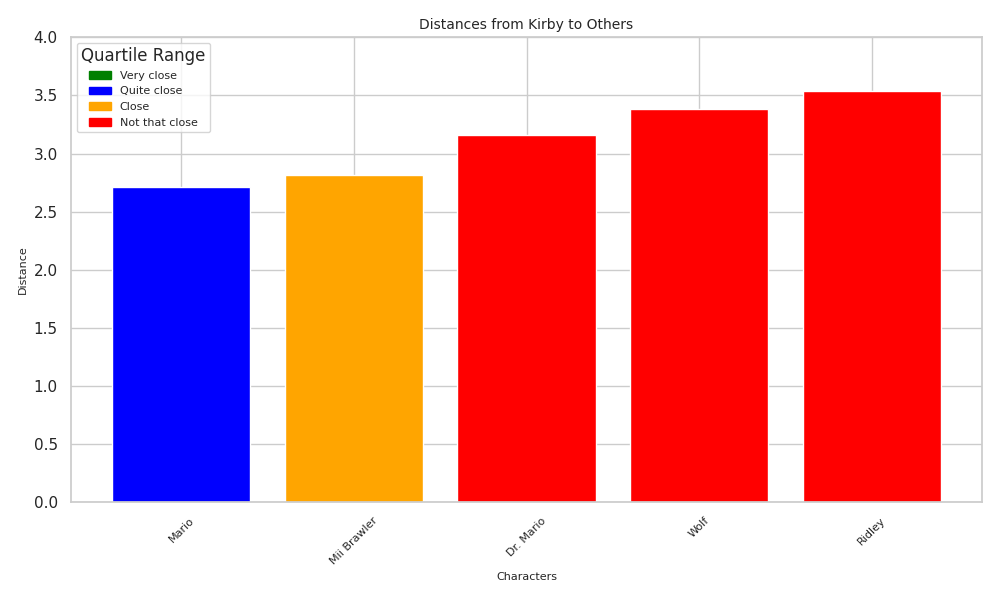 Distances from Kirby to Others
Quartile Range
Very close
Quite close
Close
Not that close
Distance
4.0
3.5
3.0
2.5
2.0
1.5
1.0
0.5
0.0
Mario
Mii Brawler
Dr. Mario
Wolf
Ridley
Characters